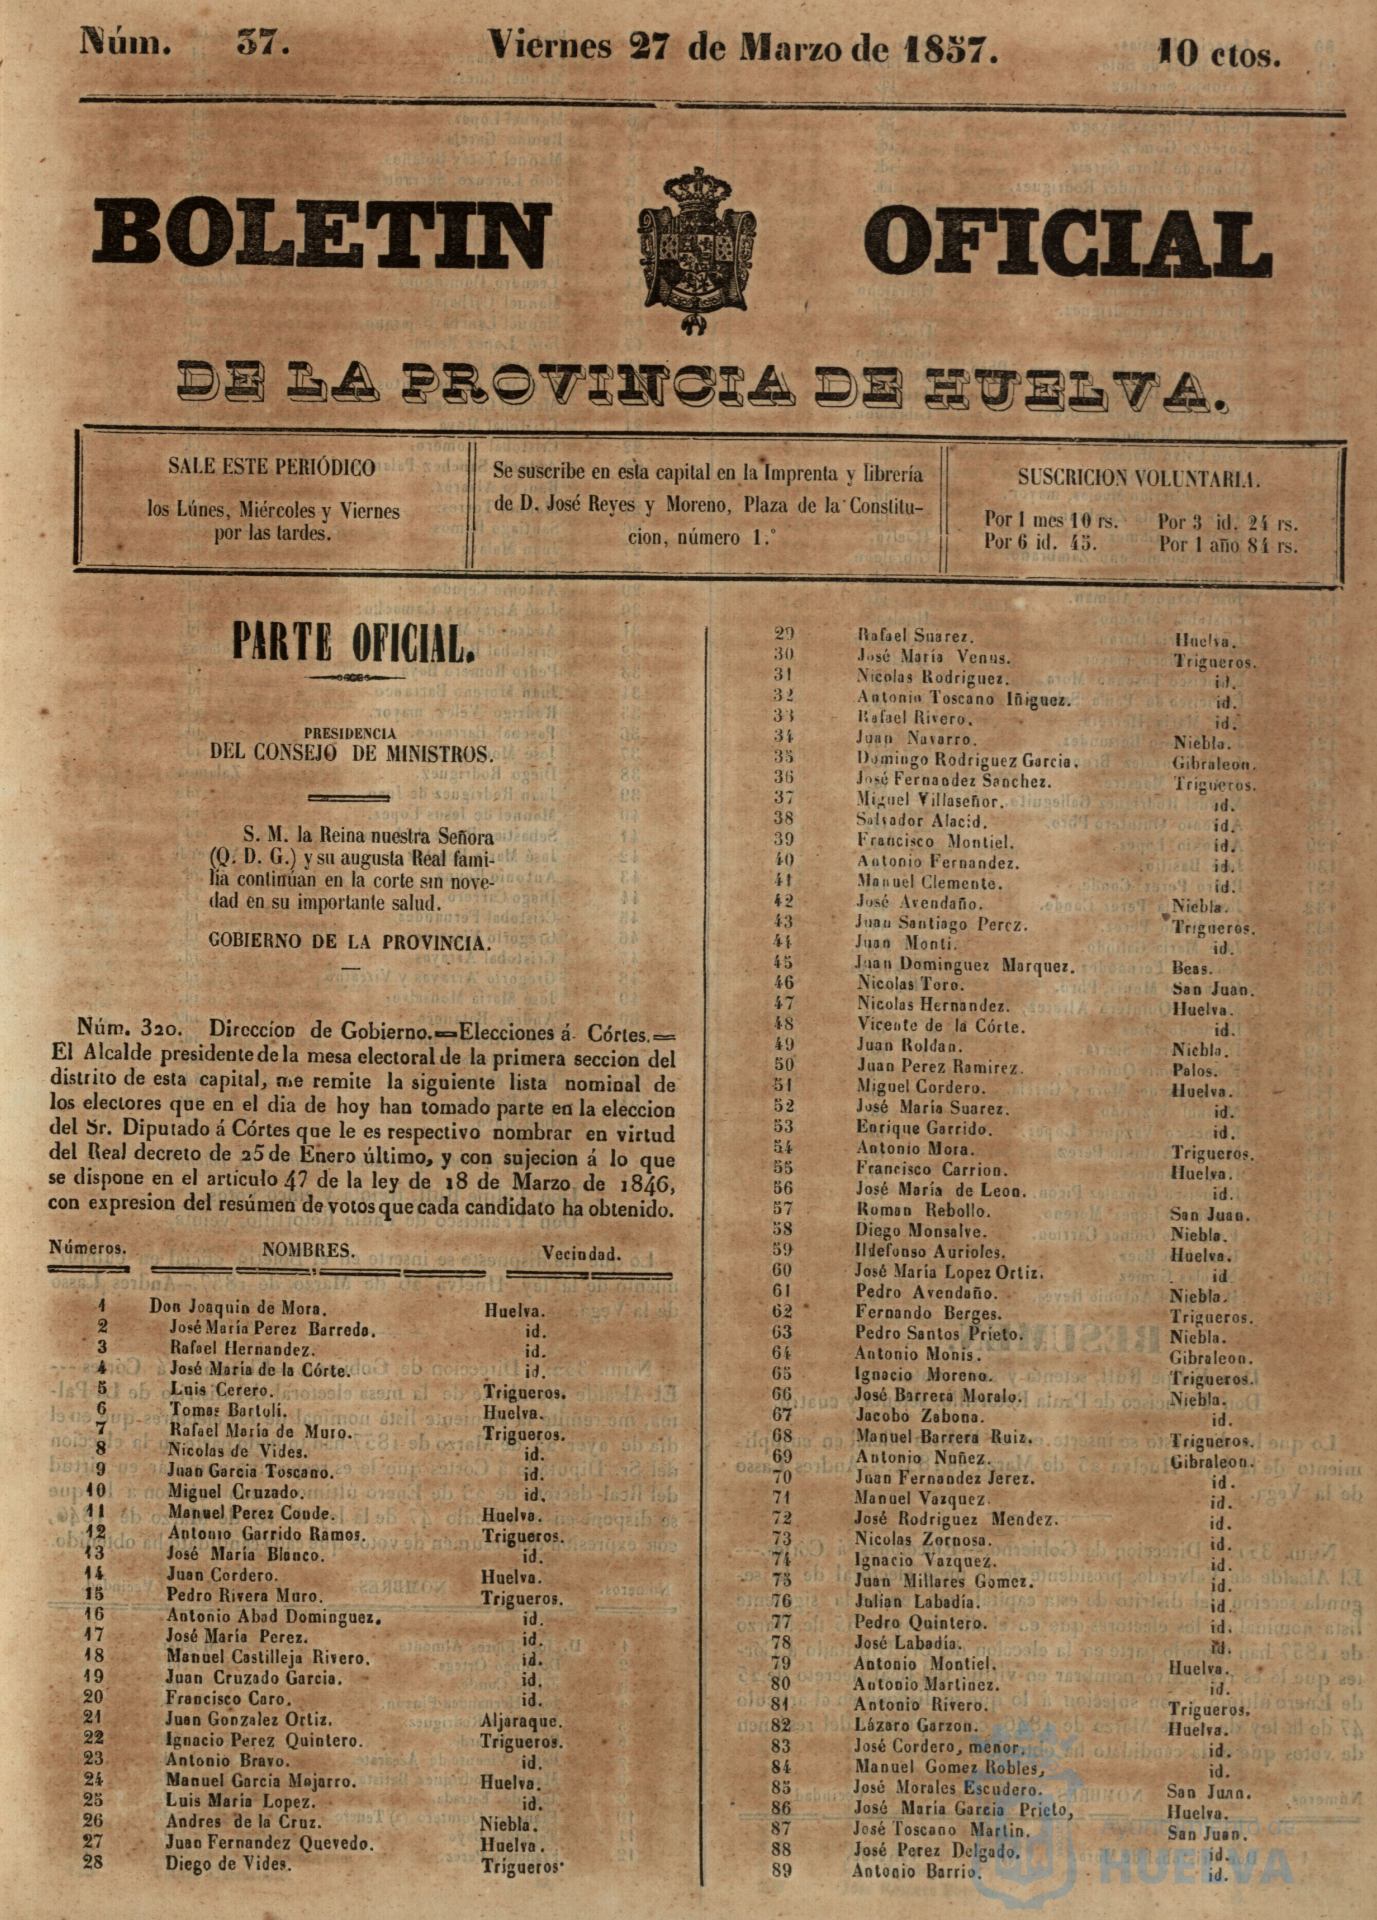 Núm. 37. Viernes 27 de Marzo de 1857. 10 ctos.
BOLETIN OFICIAL
DE LA PROVINCIA DE HUELVA.
SALE ESTE PERIÓDICO
los Lúnes, Miércoles y Viernes
por las tardes.
Se suscribe en esta capital en la Imprenta y librería
de D. José Reyes y Moreno, Plaza de la Constitu-
cion, número 1.°
SUSCRICION VOLUNTARIA.
Por 1 mes 10 rs. Por 3 id. 24 rs.
Por 6 id. 45. Por 1 año 84 rs.
PARTE OFICIAL.
PRESIDENCIA
DEL CONSEJO DE MINISTROS.
S. M. la Reina nuestra Señora
(Q. D. G.) y su augusta Real fami-
lia continúan en la corte sin nove-
dad en su importante salud.
GOBIERNO DE LA PROVINCIA.
Núm. 320. Direccion de Gobierno.=Elecciones á Córtes.=
El Alcalde presidente de la mesa electoral de la primera seccion del
distrito de esta capital, me remite la siguiente lista nominal de
los electores que en el dia de hoy han tomado parte en la eleccion
del Sr. Diputado á Córtes que le es respectivo nombrar en virtud
del Real decreto de 25 de Enero último, y con sujecion á lo que
se dispone en el artículo 47 de la ley de 18 de Marzo de 1846,
con expresion del resúmen de votos que cada candidato ha obtenido.
Números. NOMBRES. Vecindad.
1 Don Joaquin de Mora. Huelva.
2 José María Perez Barreda. id.
3 Rafael Hernandez. id.
4 José María de la Córte. id.
5 Luis Cerero. Trigueros.
6 Tomas Bartoli. Huelva.
7 Rafael María de Muro. Trigueros.
8 Nicolas de Vides. id.
9 Juan Garcia Toscano. id.
10 Miguel Cruzado. id.
11 Manuel Perez Conde. Huelva.
12 Antonio Garrido Ramos. Trigueros.
13 José María Blanco. id.
14 Juan Cordero. Huelva.
15 Pedro Rivera Muro. Trigueros.
16 Antonio Abad Dominguez. id.
17 José María Perez. id.
18 Manuel Castilleja Rivero. id.
19 Juan Cruzado Garcia. id.
20 Francisco Caro. id.
21 Juan Gonzalez Ortiz. Aljaraque.
22 Ignacio Perez Quintero. Trigueros.
23 Antonio Bravo. id.
24 Manuel Garcia Mojarro. Huelva.
25 Luis María Lopez. id.
26 Andres de la Cruz. Niebla.
27 Juan Fernandez Quevedo. Huelva.
28 Diego de Vides. Trigueros.
29 Rafael Suarez. Huelva.
30 José María Venus. Trigueros.
31 Nicolas Rodriguez. id.
32 Antonio Toscano Iñiguez. id.
33 Rafael Rivero. id.
34 Juan Navarro. Niebla.
35 Domingo Rodriguez Garcia. Gibraleon.
36 José Fernandez Sanchez. Trigueros.
37 Miguel Villaseñor. id.
38 Salvador Alacid. id.
39 Francisco Montiel. id.
40 Antonio Fernandez. id.
41 Manuel Clemente. id.
42 José Avendaño. Niebla.
43 Juan Santiago Perez. Trigueros.
44 Juan Monti. id.
45 Juan Dominguez Marquez. Beas.
46 Nicolas Toro. San Juan.
47 Nicolas Hernandez. Huelva.
48 Vicente de la Córte. id.
49 Juan Roldan. Niebla.
50 Juan Perez Ramirez. Palos.
51 Miguel Cordero. Huelva.
52 José María Suarez. id.
53 Enrique Garrido. id.
54 Antonio Mora. Trigueros.
55 Francisco Carrion. Huelva.
56 José María de Leon. id.
57 Roman Rebollo. San Juan.
58 Diego Monsalve. Niebla.
59 Ildefonso Aurioles. Huelva.
60 José María Lopez Ortiz. id
61 Pedro Avendaño. Niebla.
62 Fernando Berges. Trigueros.
63 Pedro Santos Prieto. Niebla.
64 Antonio Monis. Gibraleon.
65 Ignacio Moreno. Trigueros.
66 José Barrera Moralo. Niebla.
67 Jacobo Zabona. id.
68 Manuel Barrera Ruiz. Trigueros.
69 Antonio Nuñez. Gibraleon.
70 Juan Fernandez Jerez. id.
71 Manuel Vazquez. id.
72 José Rodriguez Mendez. id.
73 Nicolas Zornosa. id.
74 Ignacio Vazquez. id.
75 Juan Millares Gomez. id.
76 Julian Labadía. id.
77 Pedro Quintero. id.
78 José Labadía. id.
79 Antonio Montiel. Huelva.
80 Antonio Martinez. id.
81 Antonio Rivero. Trigueros.
82 Lázaro Garzon. Huelva.
83 José Cordero, menor. id.
84 Manuel Gomez Robles, id.
85 José Morales Escudero. San Juan.
86 José María Garcia Prieto, Huelva.
87 José Toscano Martin. San Juan.
88 José Perez Delgado. id.
89 Antonio Barrio. id.
Ayuntamiento de
HUELVA